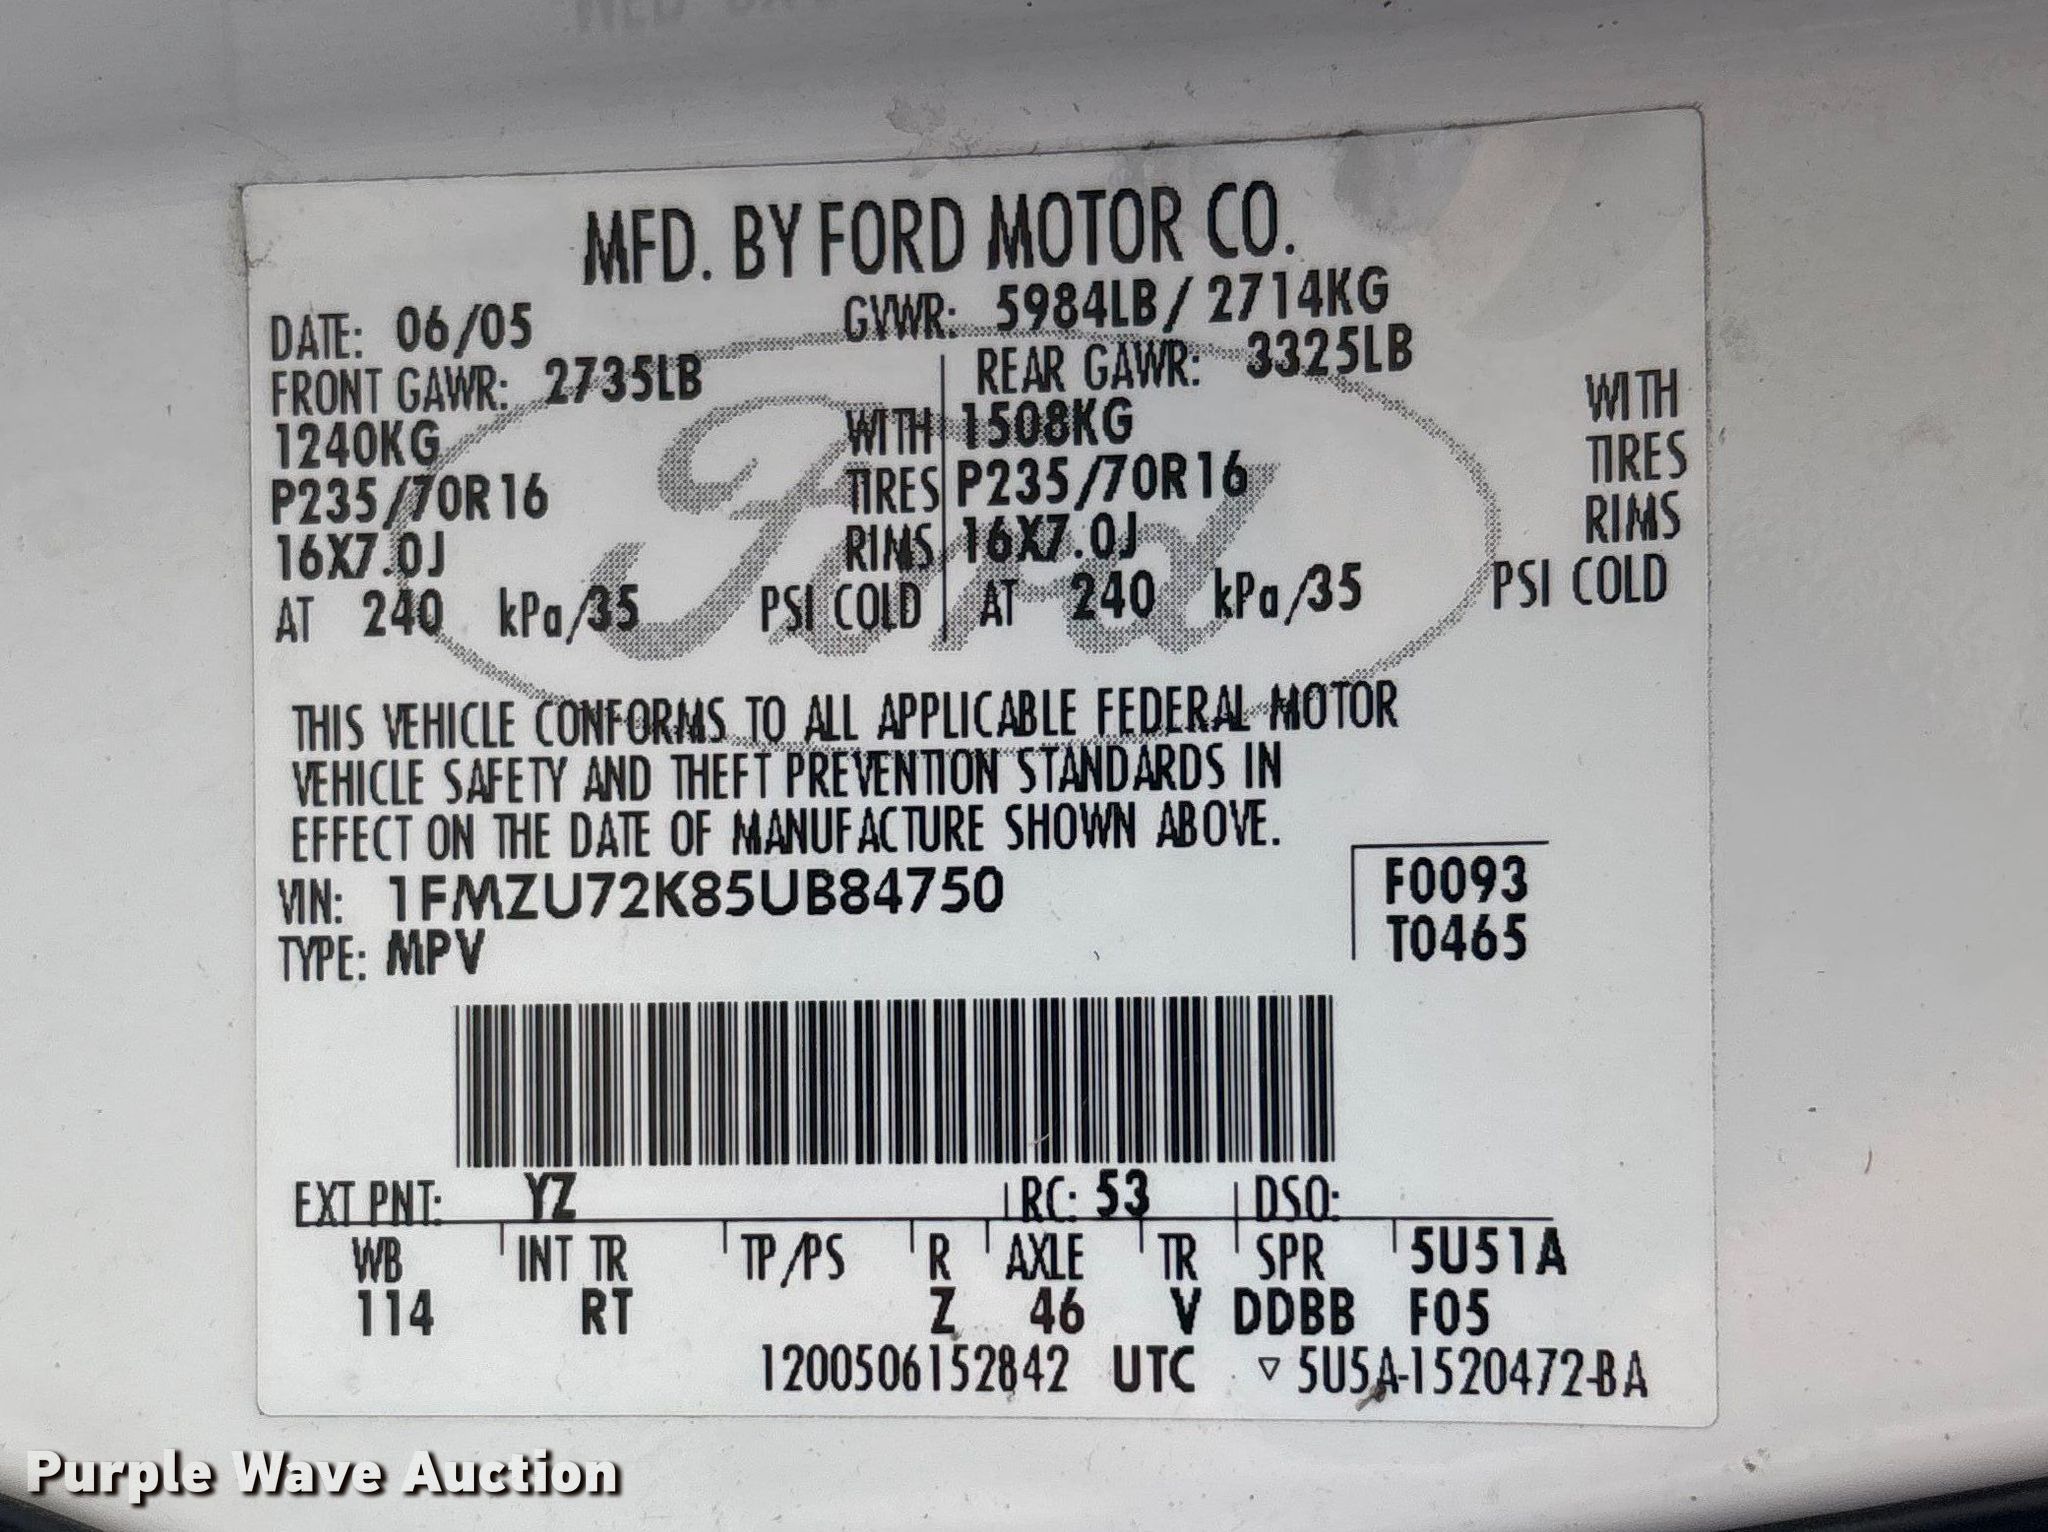 MFD. BY FORD MOTOR CO.
DATE: 06/05 GVWR: 5984LB/ 2714KG
FRONT GAWR: 2735LB REAR GAWR: 3325LB
1240KG WITH 1508KG WITH
P235/70R16 TIRES P235/70R16 TIRES
16X7.0J RIMS 16X7.0J RIMS
AT 240 kPa/35 PSI COLD AT 240 kPa/35 PSI COLD
Ford
THIS VEHICLE CONFORMS TO ALL APPLICABLE FEDERAL MOTOR
VEHICLE SAFETY AND THEFT PREVENTION STANDARDS IN
EFFECT ON THE DATE OF MANUFACTURE SHOWN ABOVE.
VIN: 1FMZU72K85UB84750 F0093
TYPE: MPV T0465
EXT PNT: YZ RC: 53 DSO:
WB INT TR TP/PS R AXLE TR SPR 5U51A
114 RT Z 46 V DDBB F05
1200506152842 UTC ▽ 5U5A-1520472-BA
Purple Wave Auction